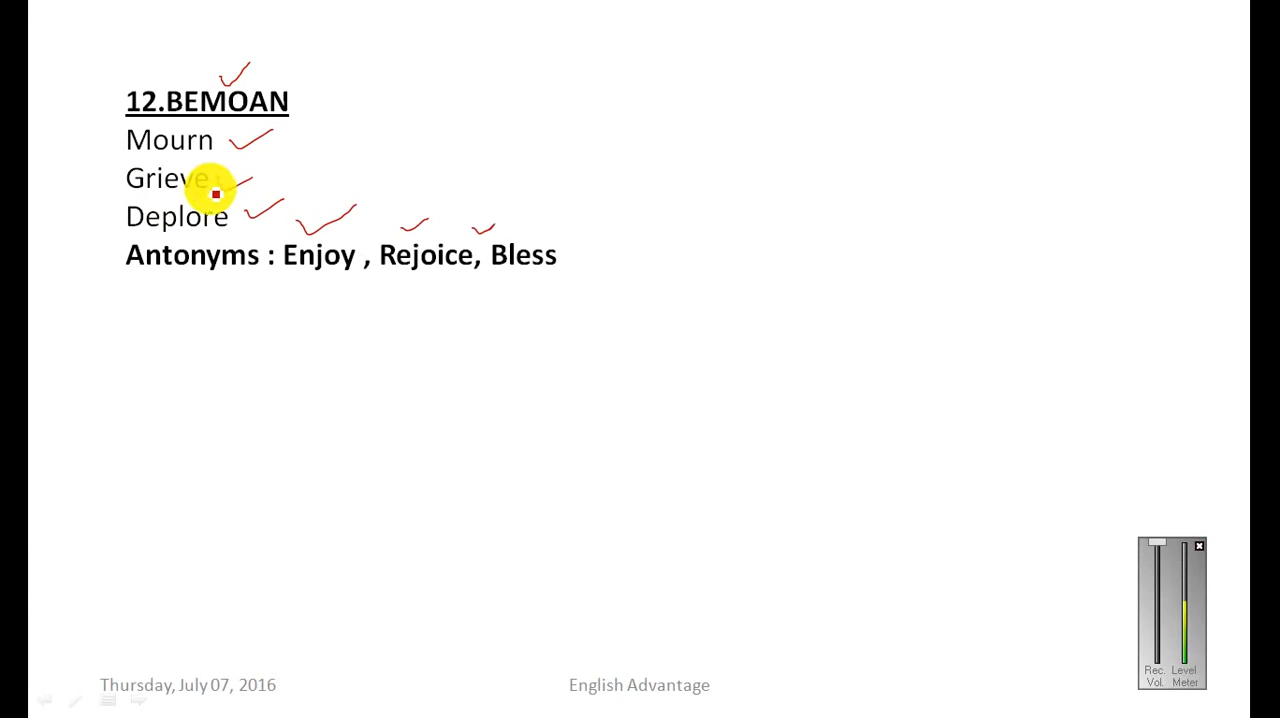 12.BEMOAN
Mourn
Grieve
Deplore
Antonyms : Enjoy , Rejoice, Bless
Rec. Level
Vol. Meter
Thursday, July 07, 2016
English Advantage